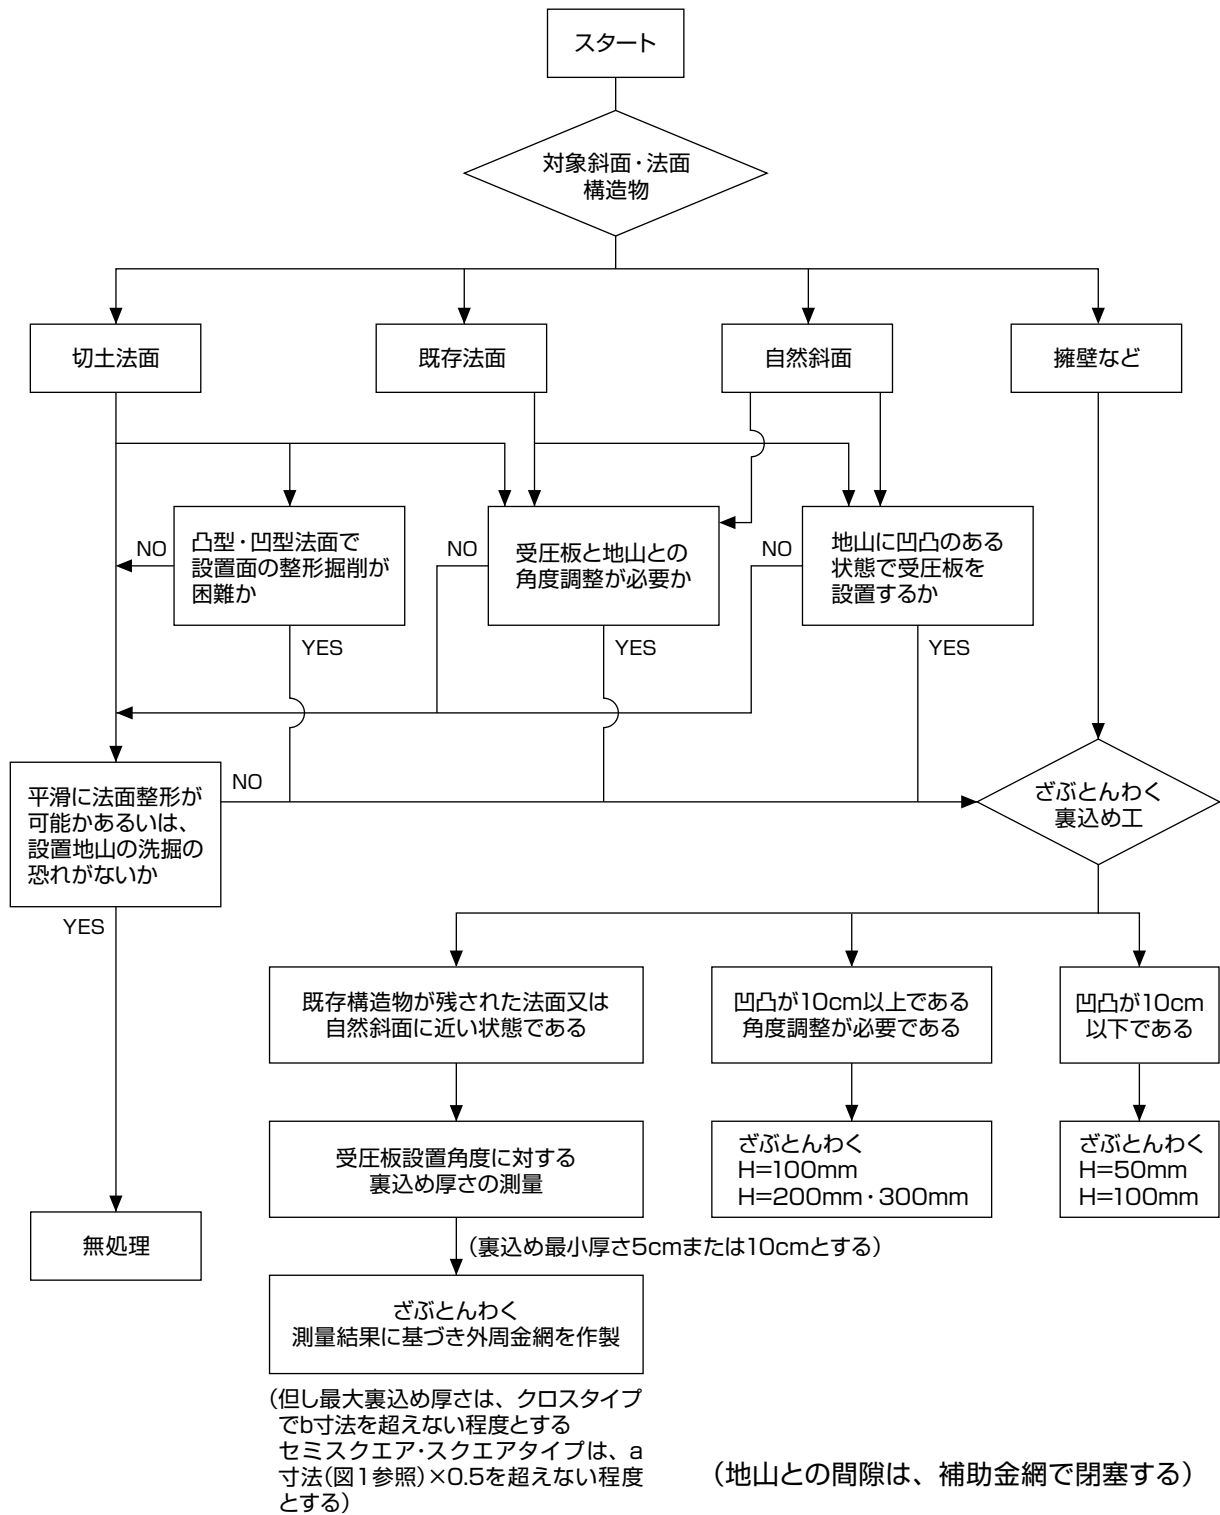 スタート
対象斜面・法面
構造物
切土法面
既存法面
自然斜面
擁壁など
NO
凸型・凹型法面で
設置面の整形掘削が
困難か
YES
NO
受圧板と地山との
角度調整が必要か
YES
NO
地山に凹凸のある
状態で受圧板を
設置するか
YES
平滑に法面整形が
可能かあるいは、
設置地山の洗掘の
恐れがないか
NO
YES
ざぶとんわく
裏込め工
既存構造物が残された法面又は
自然斜面に近い状態である
凹凸が10cm以上である
角度調整が必要である
凹凸が10cm
以下である
受圧板設置角度に対する
裏込め厚さの測量
ざぶとんわく
H=100mm
H=200mm・300mm
ざぶとんわく
H=50mm
H=100mm
無処理
（裏込め最小厚さ5cmまたは10cmとする）
ざぶとんわく
測量結果に基づき外周金網を作製
（但し最大裏込め厚さは、クロスタイプ
でb寸法を超えない程度とする
セミスクエア・スクエアタイプは、a
寸法(図1参照)×0.5を超えない程度
とする）
（地山との間隙は、補助金網で閉塞する）